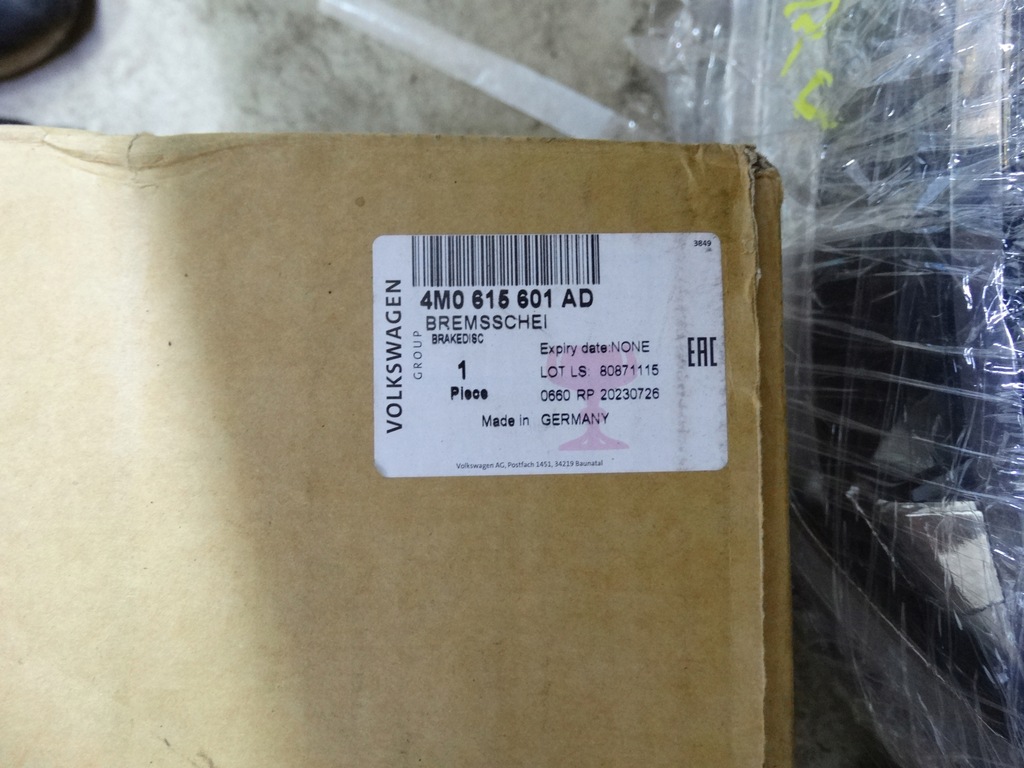 3849
VOLKSWAGEN
GROUP
4M0 615 601 AD
BREMSSCHEI
BRAKEDISC
1
Piece
Expiry date:NONE
LOT LS: 80871115
0660 RP 20230726
Made in GERMANY
EAC
Volkswagen AG, Postfach 1451, 34219 Baunatal